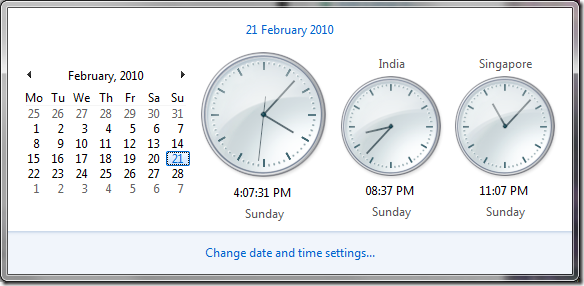 21 February 2010
February, 2010
Mo Tu We Th Fr Sa Su
25 26 27 28 29 30 31
1 2 3 4 5 6 7
8 9 10 11 12 13 14
15 16 17 18 19 20 21
22 23 24 25 26 27 28
1 2 3 4 5 6 7
4:07:31 PM
Sunday
India
08:37 PM
Sunday
Singapore
11:07 PM
Sunday
Change date and time settings...